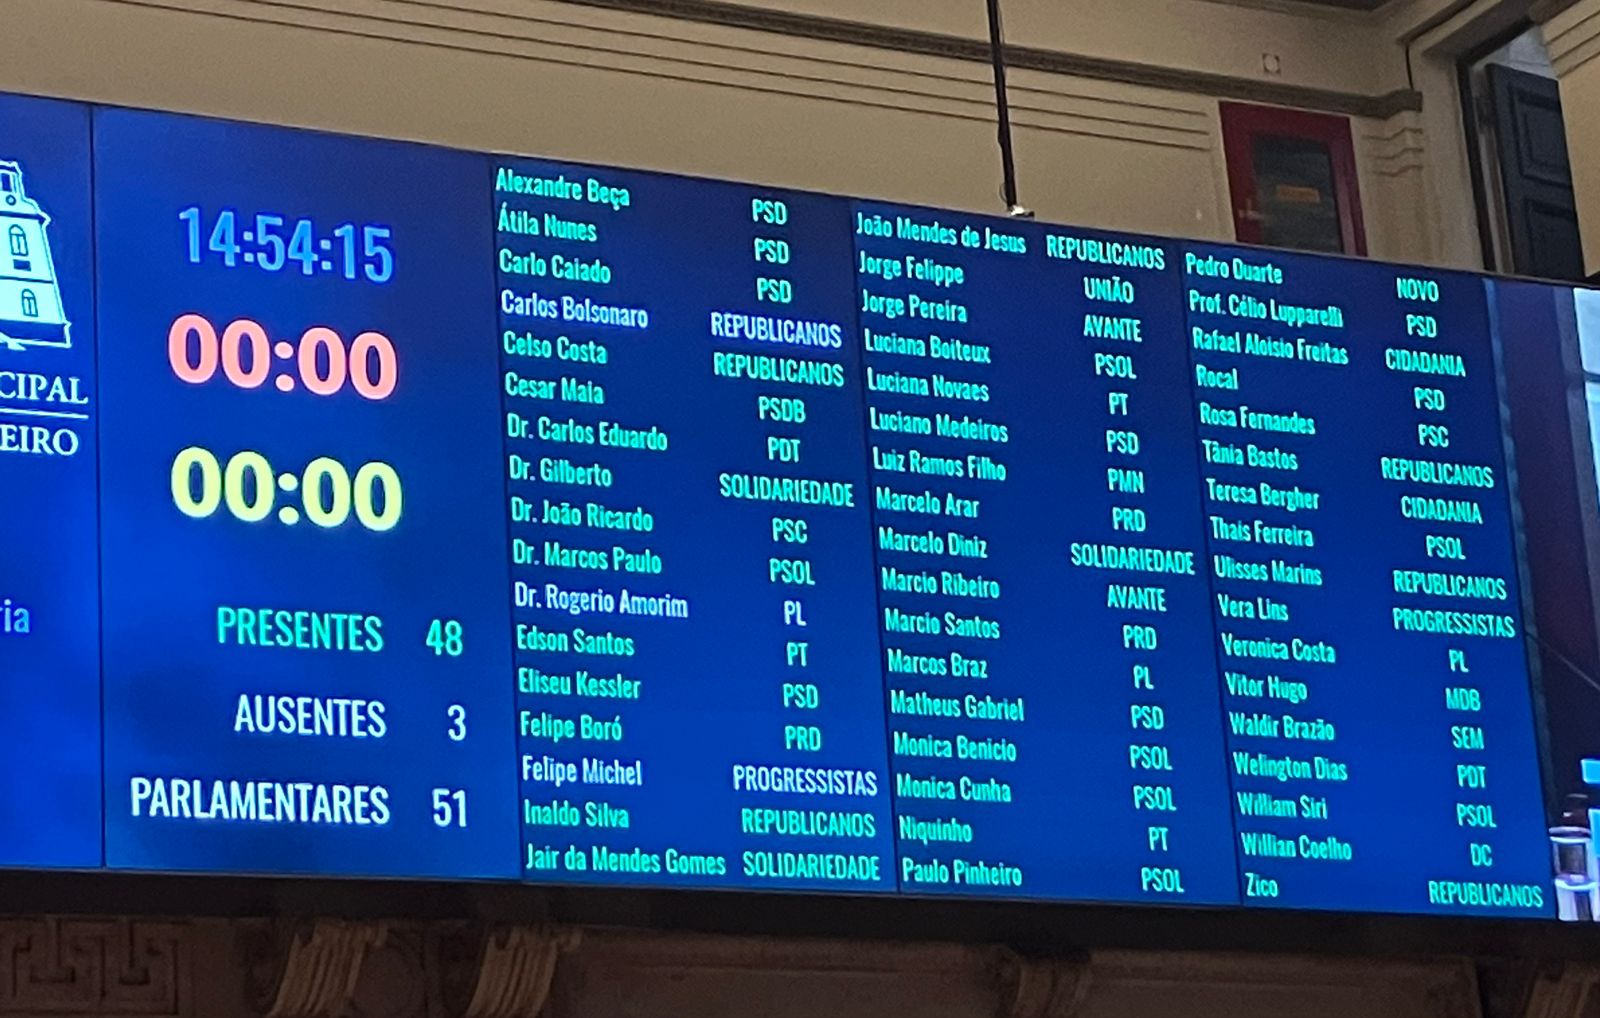 CIPAL
EIRO
ria
14:54:15
00:00
00:00
PRESENTES 48
AUSENTES 3
PARLAMENTARES 51
Alexandre Beça PSD
Átila Nunes PSD
Carlo Caiado PSD
Carlos Bolsonaro REPUBLICANOS
Celso Costa REPUBLICANOS
Cesar Maia PSDB
Dr. Carlos Eduardo PDT
Dr. Gilberto SOLIDARIEDADE
Dr. João Ricardo PSC
Dr. Marcos Paulo PSOL
Dr. Rogerio Amorim PL
Edson Santos PT
Eliseu Kessler PSD
Felipe Boró PRD
Felipe Michel PROGRESSISTAS
Inaldo Silva REPUBLICANOS
Jair da Mendes Gomes SOLIDARIEDADE
João Mendes de Jesus REPUBLICANOS
Jorge Felippe UNIÃO
Jorge Pereira AVANTE
Luciana Boiteux PSOL
Luciana Novaes PT
Luciano Medeiros PSD
Luiz Ramos Filho PMN
Marcelo Arar PRD
Marcelo Diniz SOLIDARIEDADE
Marcio Ribeiro AVANTE
Marcio Santos PRD
Marcos Braz PL
Matheus Gabriel PSD
Monica Benicio PSOL
Monica Cunha PSOL
Niquinho PT
Paulo Pinheiro PSOL
Pedro Duarte NOVO
Prof. Célio Lupparelli PSD
Rafael Aloisio Freitas CIDADANIA
Rocal PSD
Rosa Fernandes PSC
Tânia Bastos REPUBLICANOS
Teresa Bergher CIDADANIA
Thais Ferreira PSOL
Ulisses Marins REPUBLICANOS
Vera Lins PROGRESSISTAS
Veronica Costa PL
Vitor Hugo MDB
Waldir Brazão SEM
Welington Dias PDT
William Siri PSOL
Willian Coelho DC
Zico REPUBLICANOS